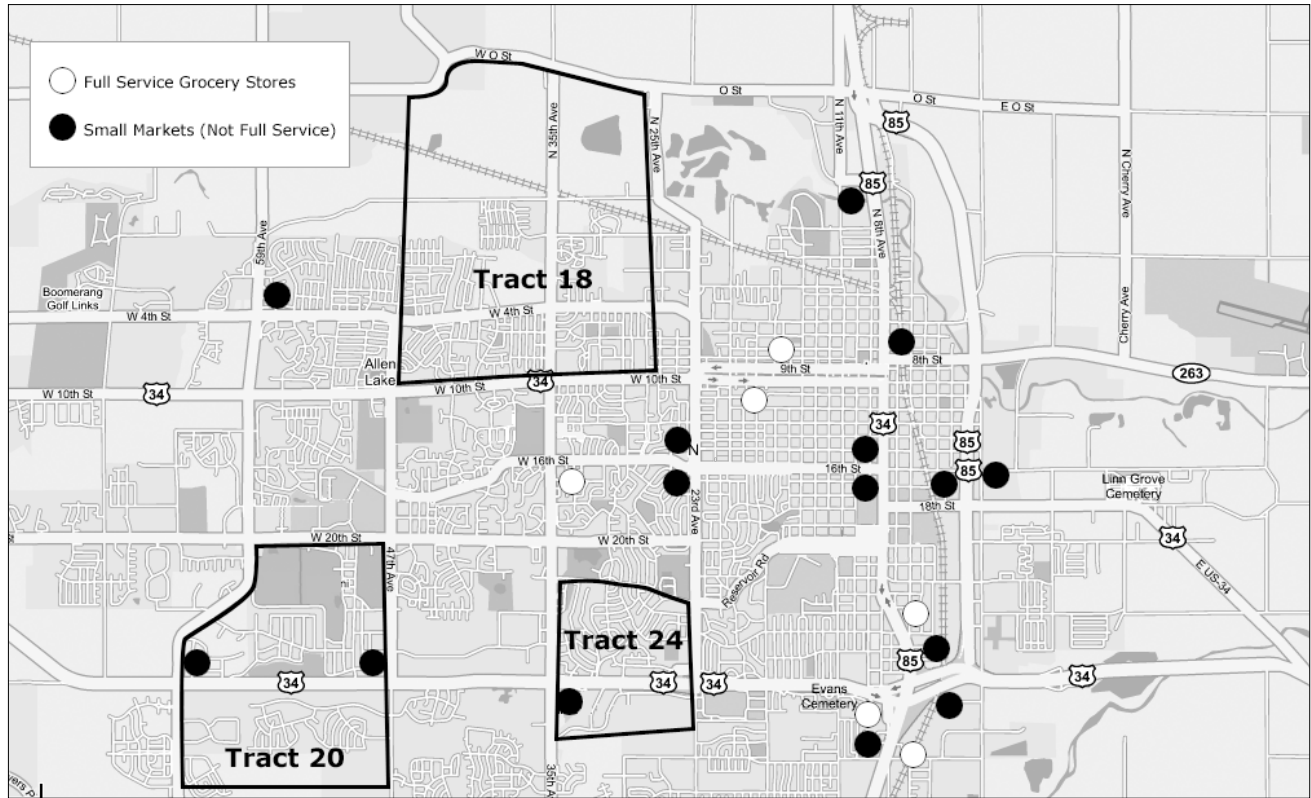 Full Service Grocery Stores
Small Markets (Not Full Service)
W O St
O St
O St
E O St
N 35th Ave
N 25th Ave
N 11th Ave
85
85
N 8th Ave
N Cherry Ave
59th Ave
Boomerang
Golf Links
Tract 18
Cherry Ave
W 4th St
W 4th St
8th St
Allen
Lake
9th St
263
W 10th St
34
W 10th St
34
W 10th St
34
N
85
W 16th St
16th St
85
23rd Ave
18th St
Linn Grove
Cemetery
W 20th St
W 20th St
34
47th Ave
Reservoir Rd
E US-34
Tract 24
85
34
34
34
34
Evans
Cemetery
Tract 20
35th A
ers P